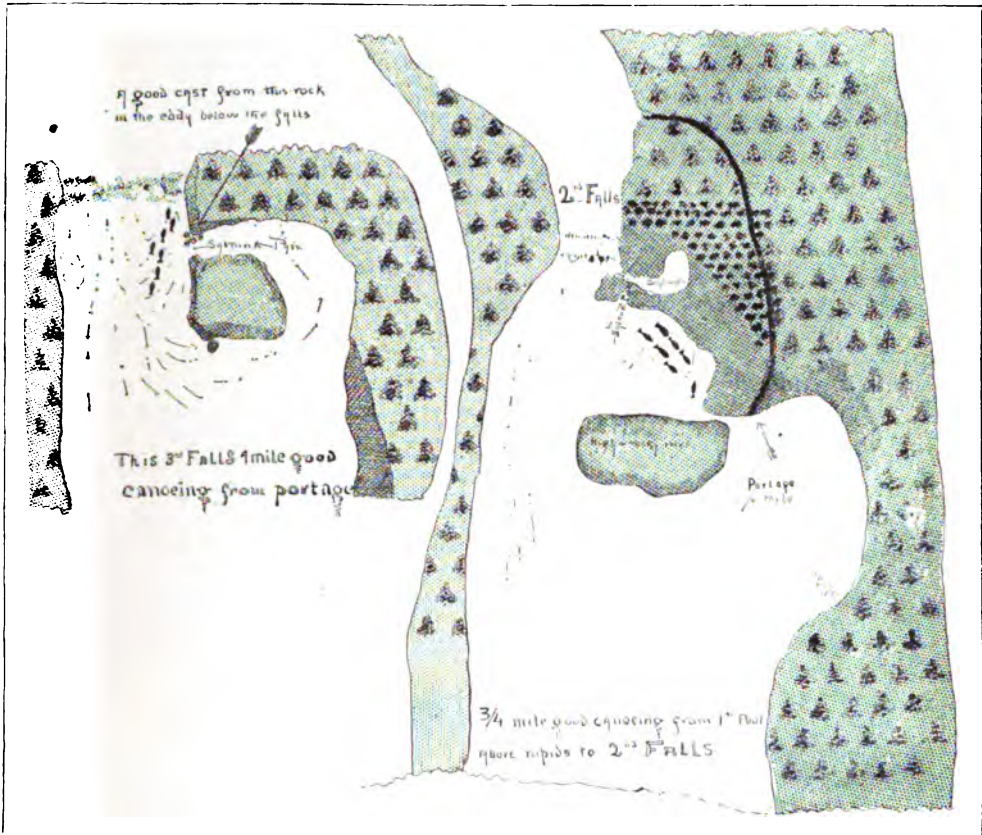 A good cast from this rock
in the eddy below the falls
2nd FALLS
This 3rd FALLS 1 mile good
canoeing from portage
Portage
mile
3/4 mile good canoeing from 1st Pool
above rapids to 2nd FALLS